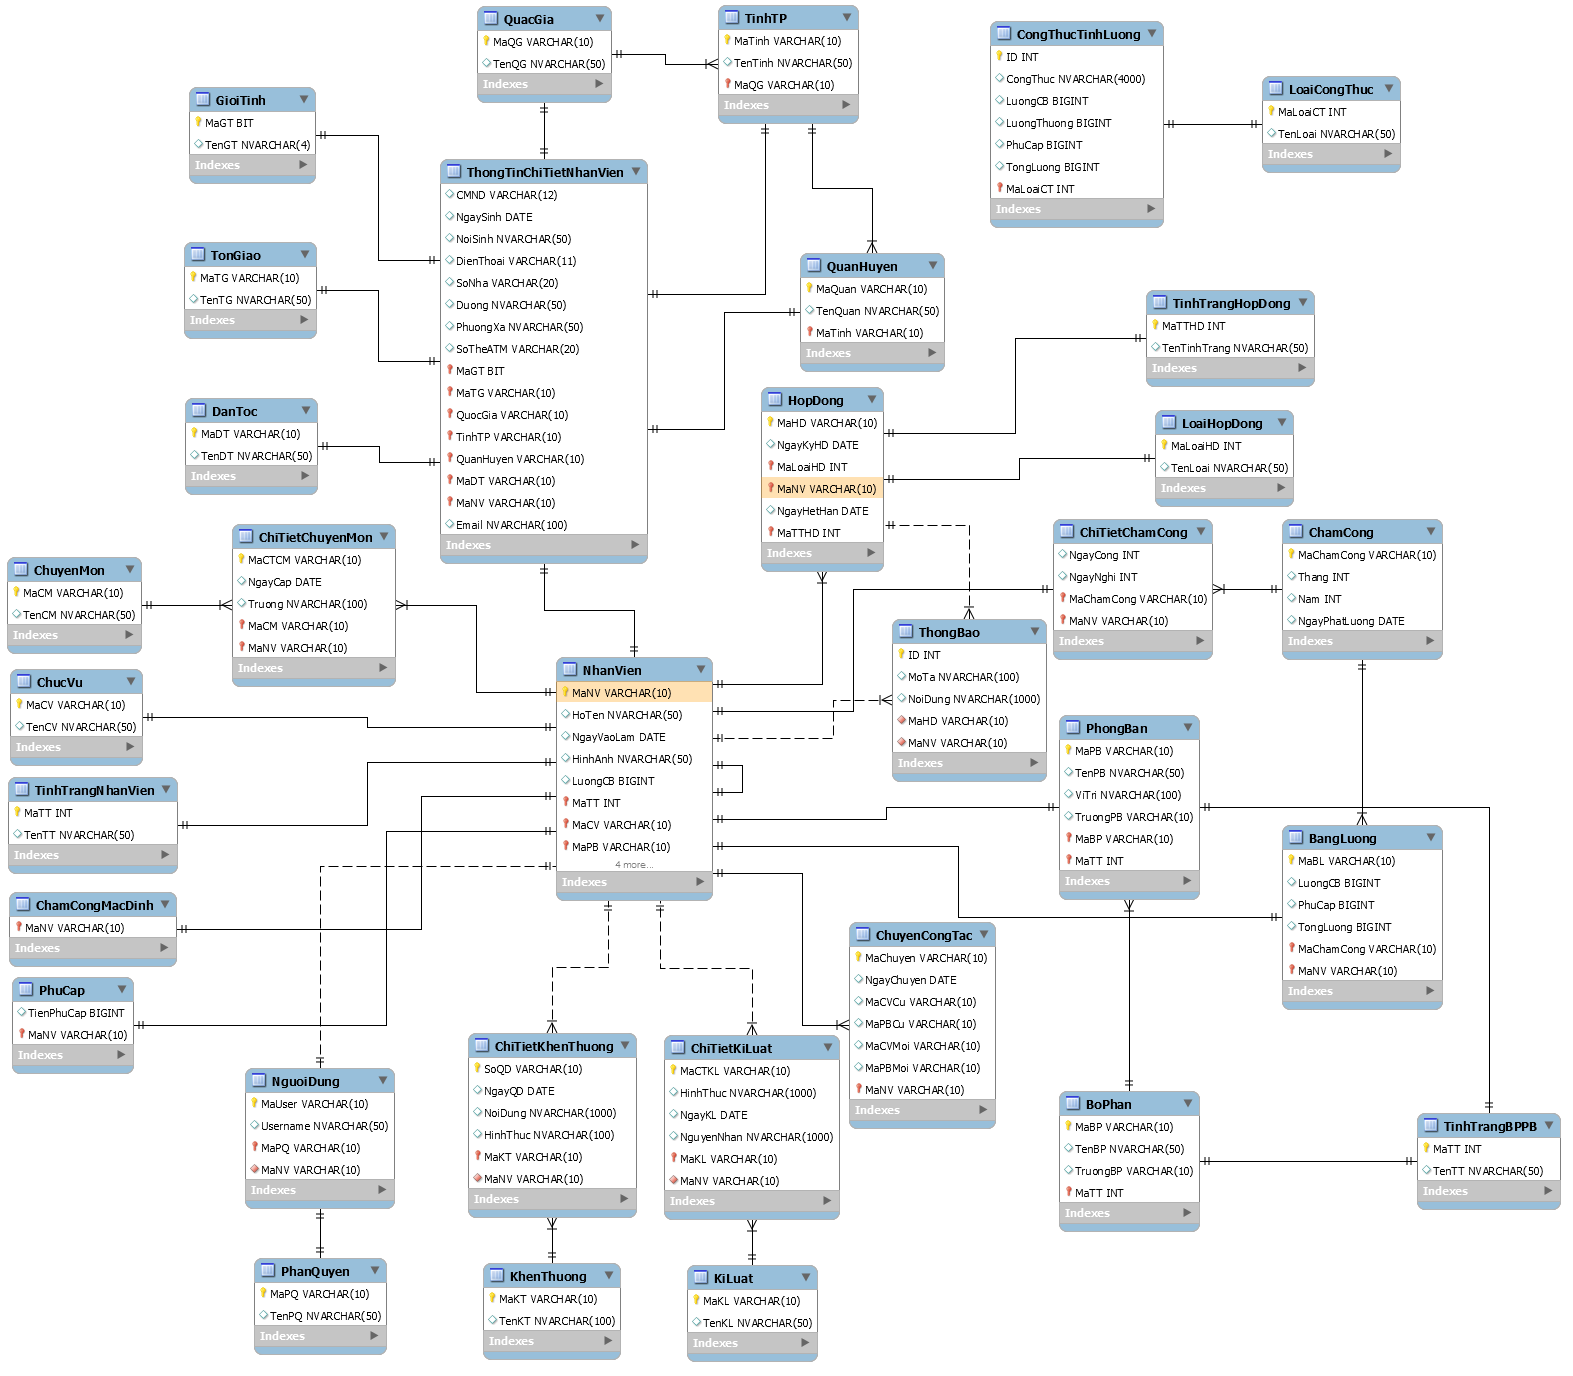 QuacGia
MaQG VARCHAR(10)
TenQG NVARCHAR(50)
Indexes
TinhTP
MaTinh VARCHAR(10)
TenTinh NVARCHAR(50)
MaQG VARCHAR(10)
Indexes
CongThucTinhLuong
ID INT
CongThuc NVARCHAR(4000)
LuongCB BIGINT
LuongThuong BIGINT
PhuCap BIGINT
TongLuong BIGINT
MaLoaiCT INT
Indexes
LoaiCongThuc
MaLoaiCT INT
TenLoai NVARCHAR(50)
Indexes
GioiTinh
MaGT BIT
TenGT NVARCHAR(4)
Indexes
ThongTinChiTietNhanVien
CMND VARCHAR(12)
NgaySinh DATE
NoiSinh NVARCHAR(50)
DienThoai VARCHAR(11)
SoNha VARCHAR(20)
Duong NVARCHAR(50)
PhuongXa NVARCHAR(50)
SoTheATM VARCHAR(20)
MaGT BIT
MaTG VARCHAR(10)
QuocGia VARCHAR(10)
TinhTP VARCHAR(10)
QuanHuyen VARCHAR(10)
MaDT VARCHAR(10)
MaNV VARCHAR(10)
Email NVARCHAR(100)
Indexes
TonGiao
MaTG VARCHAR(10)
TenTG NVARCHAR(50)
Indexes
QuanHuyen
MaQuan VARCHAR(10)
TenQuan NVARCHAR(50)
MaTinh VARCHAR(10)
Indexes
TinhTrangHopDong
MaTTHD INT
TenTinhTrang NVARCHAR(50)
Indexes
DanToc
MaDT VARCHAR(10)
TenDT NVARCHAR(50)
Indexes
HopDong
MaHD VARCHAR(10)
NgayKyHD DATE
MaLoaiHD INT
MaNV VARCHAR(10)
NgayHetHan DATE
MaTTHD INT
Indexes
LoaiHopDong
MaLoaiHD INT
TenLoai NVARCHAR(50)
Indexes
ChiTietChuyenMon
MaCTCM VARCHAR(10)
NgayCap DATE
Truong NVARCHAR(100)
MaCM VARCHAR(10)
MaNV VARCHAR(10)
Indexes
ChuyenMon
MaCM VARCHAR(10)
TenCM NVARCHAR(50)
Indexes
ChiTietChamCong
NgayCong INT
NgayNghi INT
MaChamCong VARCHAR(10)
MaNV VARCHAR(10)
Indexes
ChamCong
MaChamCong VARCHAR(10)
Thang INT
Nam INT
NgayPhatLuong DATE
Indexes
ThongBao
ID INT
MoTa NVARCHAR(100)
NoiDung NVARCHAR(1000)
MaHD VARCHAR(10)
MaNV VARCHAR(10)
Indexes
NhanVien
MaNV VARCHAR(10)
HoTen NVARCHAR(50)
NgayVaoLam DATE
HinhAnh NVARCHAR(50)
LuongCB BIGINT
MaTT INT
MaCV VARCHAR(10)
MaPB VARCHAR(10)
4 more...
Indexes
ChucVu
MaCV VARCHAR(10)
TenCV NVARCHAR(50)
Indexes
TinhTrangNhanVien
MaTT INT
TenTT NVARCHAR(50)
Indexes
PhongBan
MaPB VARCHAR(10)
TenPB NVARCHAR(50)
ViTri NVARCHAR(100)
TruongPB VARCHAR(10)
MaBP VARCHAR(10)
MaTT INT
Indexes
BangLuong
MaBL VARCHAR(10)
LuongCB BIGINT
PhuCap BIGINT
TongLuong BIGINT
MaChamCong VARCHAR(10)
MaNV VARCHAR(10)
Indexes
ChamCongMacDinh
MaNV VARCHAR(10)
Indexes
ChuyenCongTac
MaChuyen VARCHAR(10)
NgayChuyen DATE
MaCVCu VARCHAR(10)
MaPBCu VARCHAR(10)
MaCVMoi VARCHAR(10)
MaPBMoi VARCHAR(10)
MaNV VARCHAR(10)
Indexes
PhuCap
TienPhuCap BIGINT
MaNV VARCHAR(10)
Indexes
ChiTietKhenThuong
SoQD VARCHAR(10)
NgayQD DATE
NoiDung NVARCHAR(1000)
HinhThuc NVARCHAR(100)
MaKT VARCHAR(10)
MaNV VARCHAR(10)
Indexes
ChiTietKiLuat
MaCTKL VARCHAR(10)
HinhThuc NVARCHAR(1000)
NgayKL DATE
NguyenNhan NVARCHAR(1000)
MaKL VARCHAR(10)
MaNV VARCHAR(10)
Indexes
NguoiDung
MaUser VARCHAR(10)
Username NVARCHAR(50)
MaPQ VARCHAR(10)
MaNV VARCHAR(10)
Indexes
BoPhan
MaBP VARCHAR(10)
TenBP NVARCHAR(50)
TruongBP VARCHAR(10)
MaTT INT
Indexes
TinhTrangBPPB
MaTT INT
TenTT NVARCHAR(50)
Indexes
PhanQuyen
MaPQ VARCHAR(10)
TenPQ NVARCHAR(50)
Indexes
KhenThuong
MaKT VARCHAR(10)
TenKT NVARCHAR(100)
Indexes
KiLuat
MaKL VARCHAR(10)
TenKL NVARCHAR(50)
Indexes